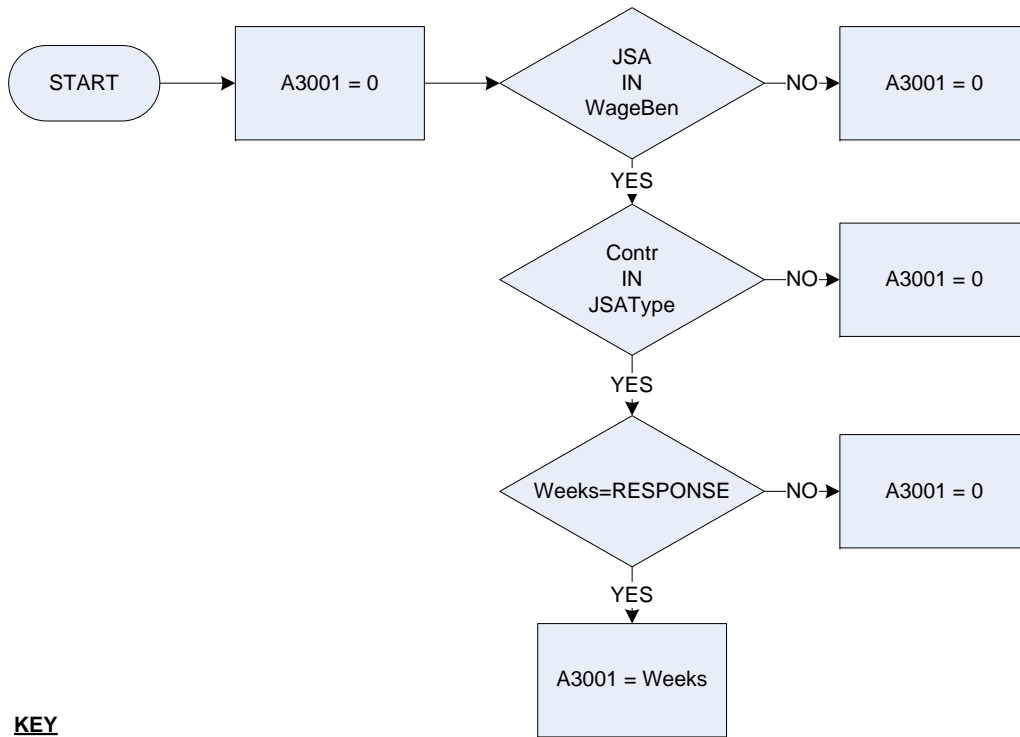 START
A3001 = 0
JSA
IN
WageBen
NO
A3001 = 0
YES
Contr
IN
JSAType
NO
A3001 = 0
YES
Weeks=RESPONSE
NO
A3001 = 0
YES
A3001 = Weeks
KEY